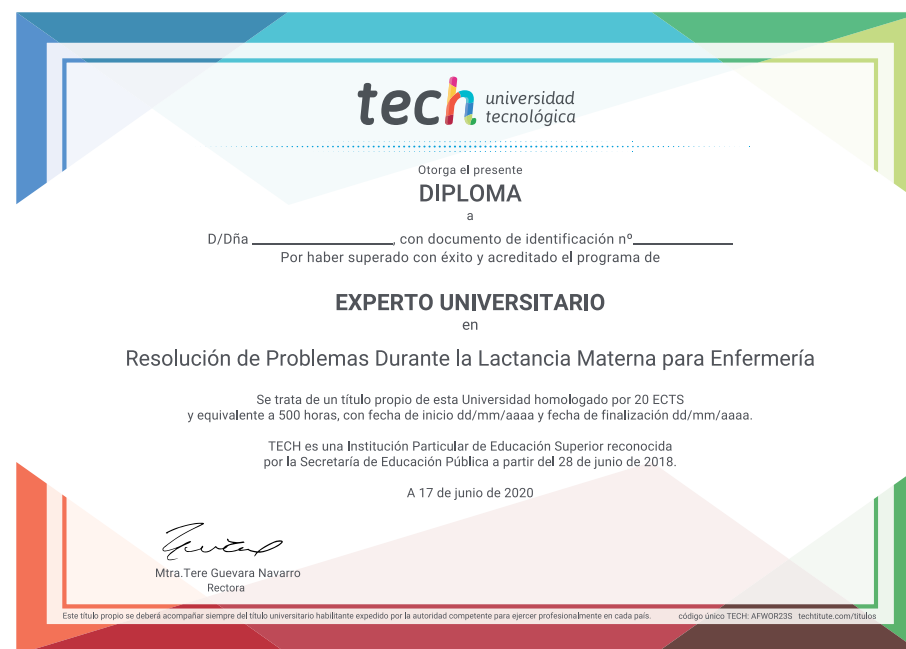 tech universidad
tecnológica
Otorga el presente
DIPLOMA
a
D/Dña ____________________, con documento de identificación nº______________
Por haber superado con éxito y acreditado el programa de
EXPERTO UNIVERSITARIO
en
Resolución de Problemas Durante la Lactancia Materna para Enfermería
Se trata de un título propio de esta Universidad homologado por 20 ECTS
y equivalente a 500 horas, con fecha de inicio dd/mm/aaaa y fecha de finalización dd/mm/aaaa.
TECH es una Institución Particular de Educación Superior reconocida
por la Secretaría de Educación Pública a partir del 28 de junio de 2018.
A 17 de junio de 2020
Mtra.Tere Guevara Navarro
Rectora
Este título propio se deberá acompañar siempre del título universitario habilitante expedido por la autoridad competente para ejercer profesionalmente en cada país. código único TECH: AFWOR23S techtitute.com/titulos